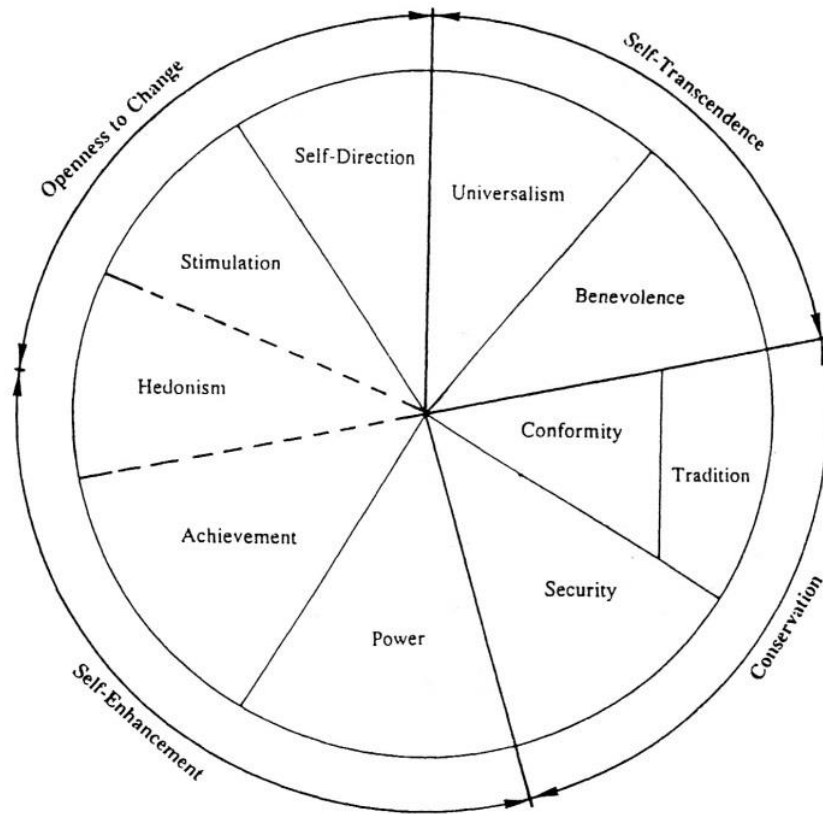 Openness to Change
Self-Transcendence
Self-Direction
Universalism
Stimulation
Benevolence
Hedonism
Conformity
Tradition
Achievement
Security
Power
Self-Enhancement
Conservation